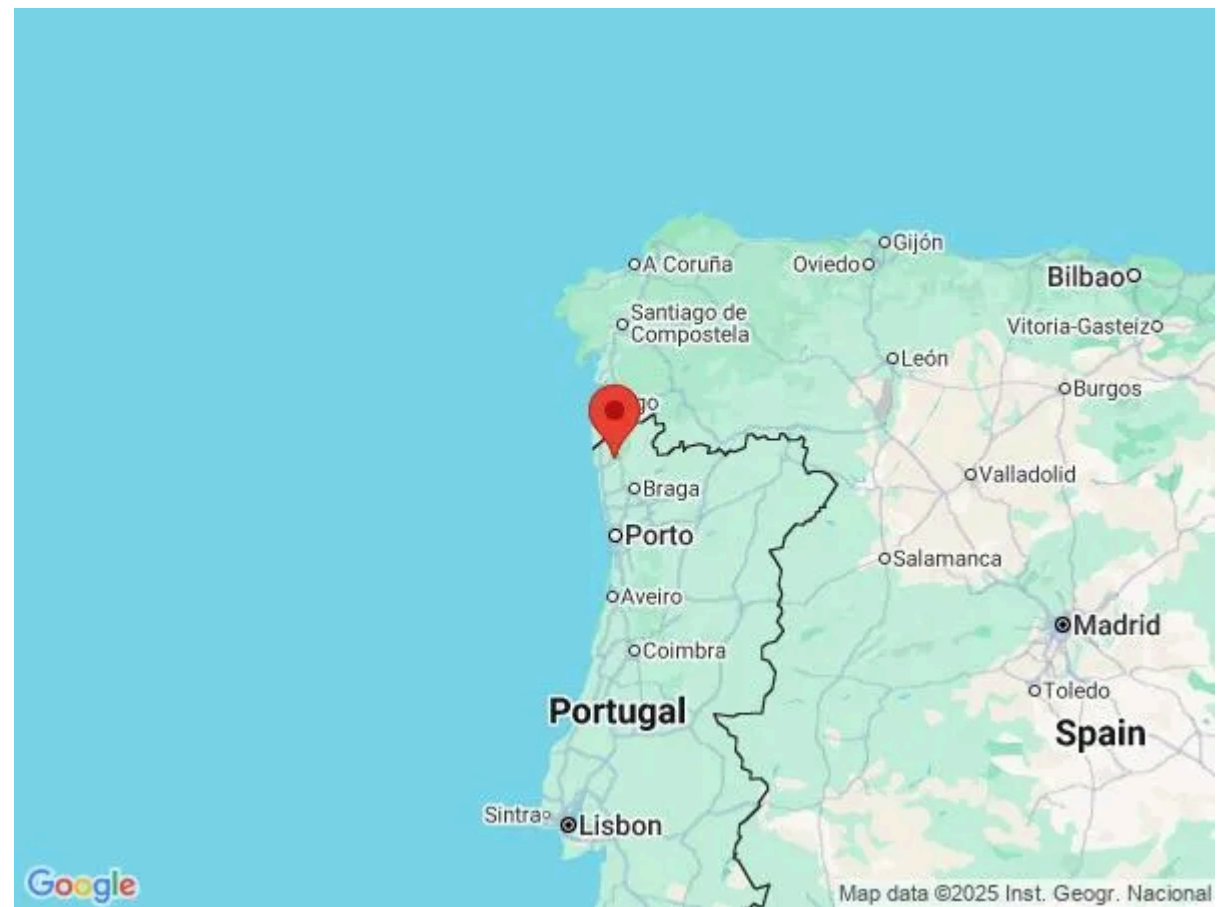 Gijón
A Coruña
Oviedo
Bilbao
Santiago de
Compostela
Vitoria-Gasteiz
León
Burgos
go
Valladolid
Braga
Porto
Salamanca
Aveiro
Madrid
Coimbra
Toledo
Portugal
Spain
Sintra
Lisbon
Google
Map data ©2025 Inst. Geogr. Nacional